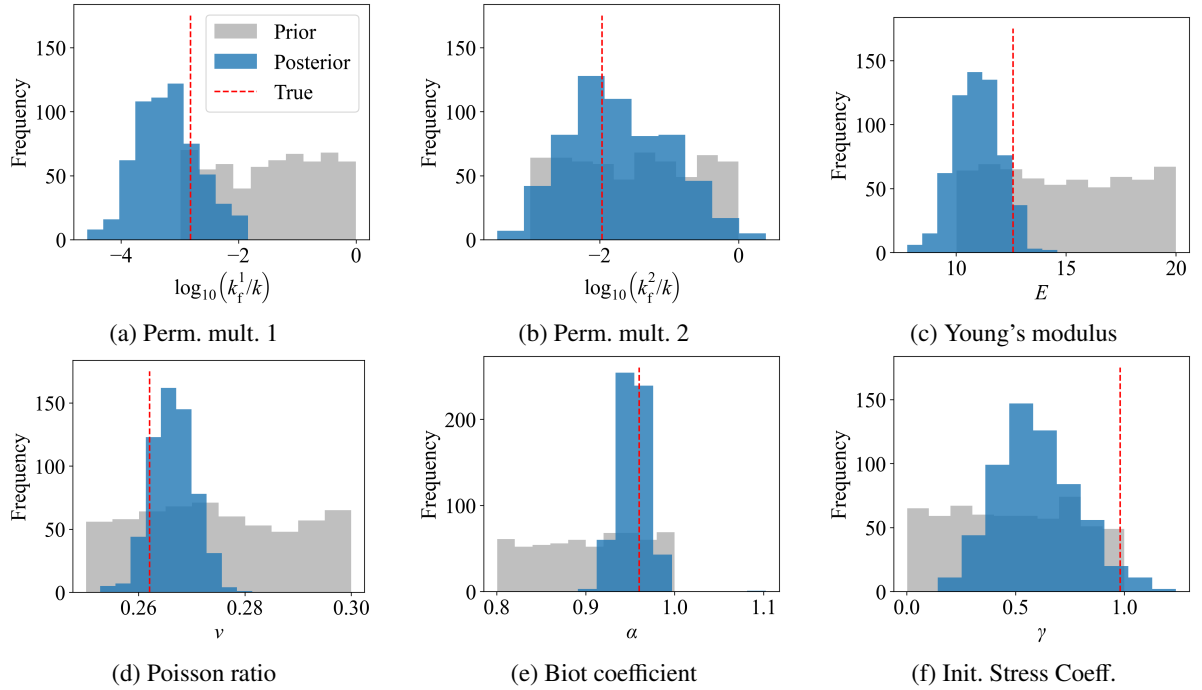 Frequency
150
100
50
0
−4
−2
0
log₁₀(k_f^1/k)
Prior
Posterior
True
(a) Perm. mult. 1
Frequency
150
100
50
0
−2
0
log₁₀(k_f^2/k)
(b) Perm. mult. 2
Frequency
150
100
50
0
10
15
20
E
(c) Young's modulus
Frequency
150
100
50
0
0.26
0.28
0.30
ν
(d) Poisson ratio
Frequency
200
100
0
0.8
0.9
1.0
1.1
α
(e) Biot coefficient
Frequency
150
100
50
0
0.0
0.5
1.0
γ
(f) Init. Stress Coeff.